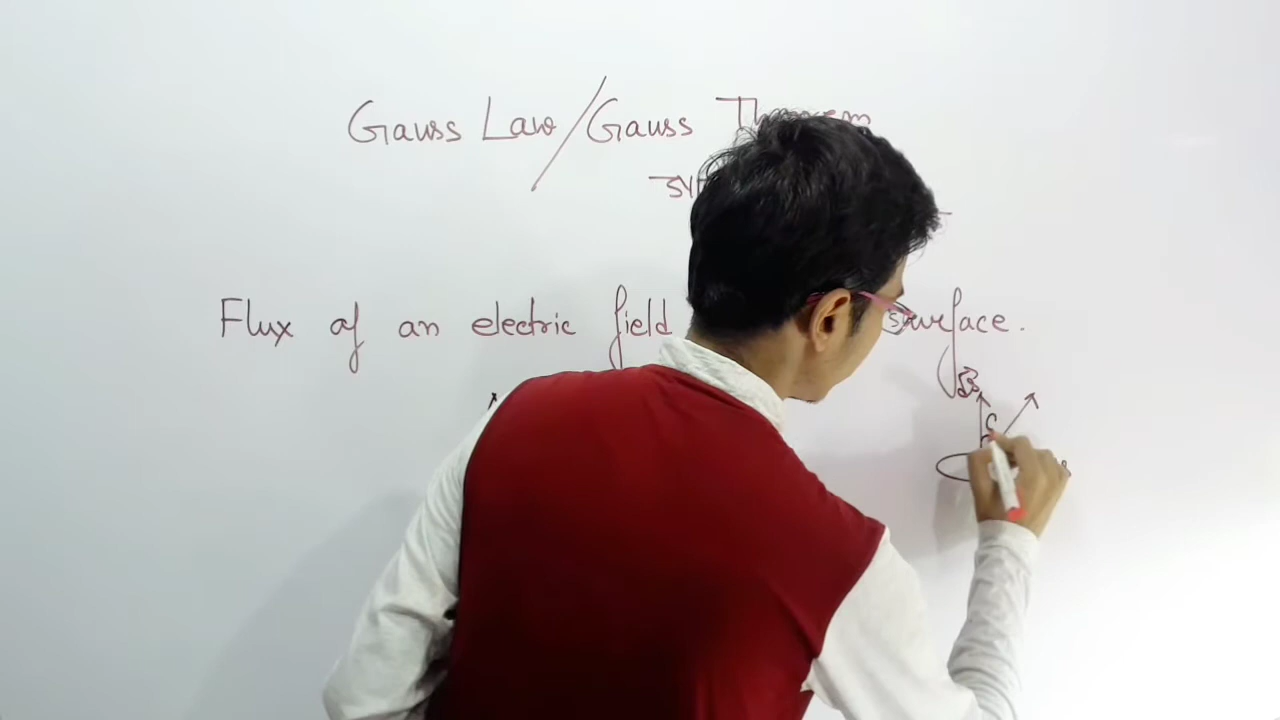 Gauss Law/Gauss Theorem
Flux of an electric field surface.